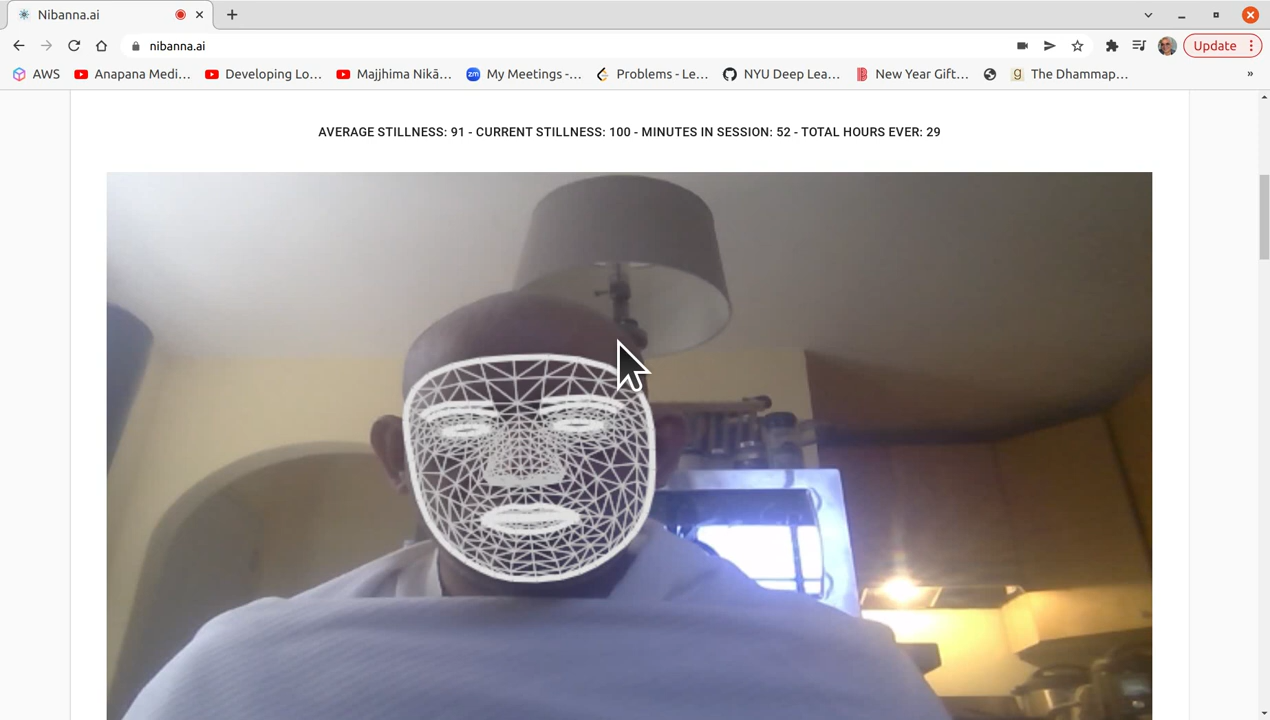 Nibanna.ai
nibanna.ai
Update
AWS Anapana Medi... Developing Lo... Majjhima Nikā... zm My Meetings -... Problems - Le... NYU Deep Lea... New Year Gift... g The Dhammap... »
AVERAGE STILLNESS: 91 - CURRENT STILLNESS: 100 - MINUTES IN SESSION: 52 - TOTAL HOURS EVER: 29